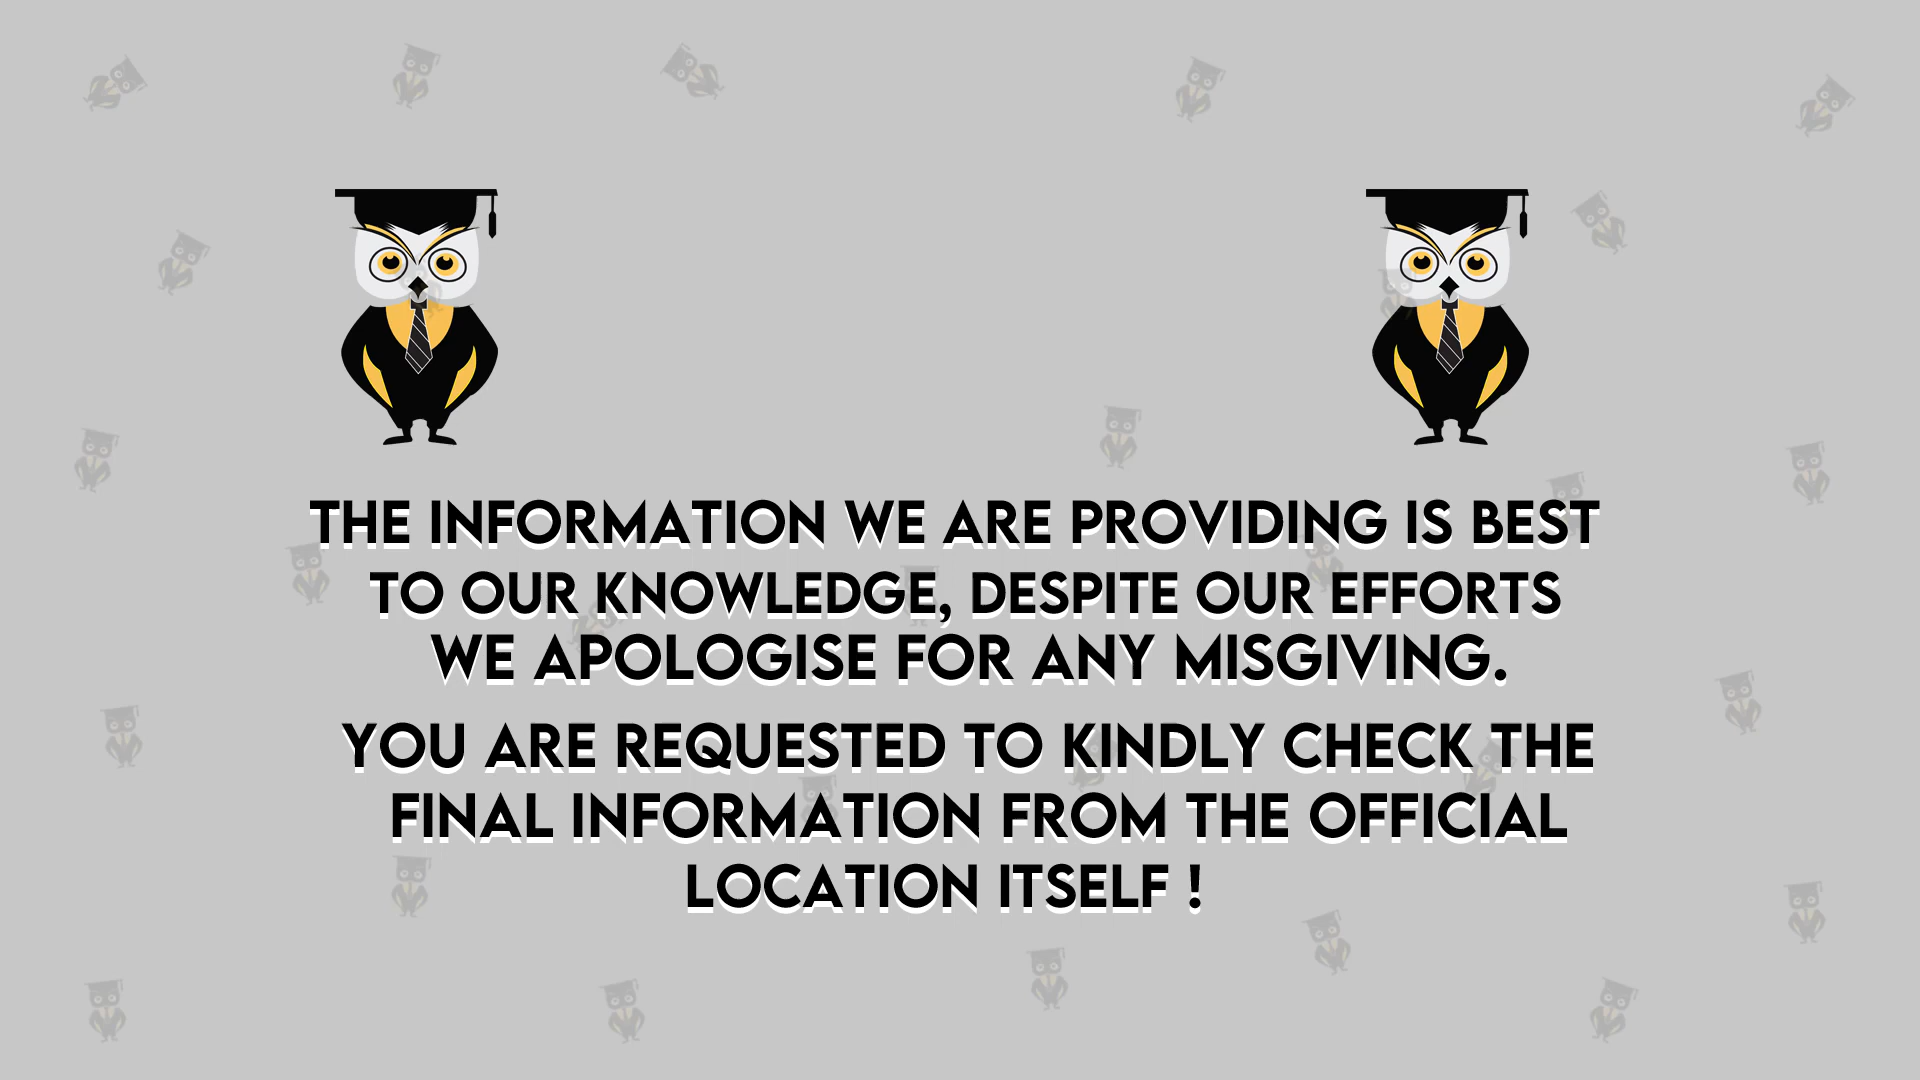 THE INFORMATION WE ARE PROVIDING IS BEST
TO OUR KNOWLEDGE, DESPITE OUR EFFORTS
WE APOLOGISE FOR ANY MISGIVING.
YOU ARE REQUESTED TO KINDLY CHECK THE
FINAL INFORMATION FROM THE OFFICIAL
LOCATION ITSELF !